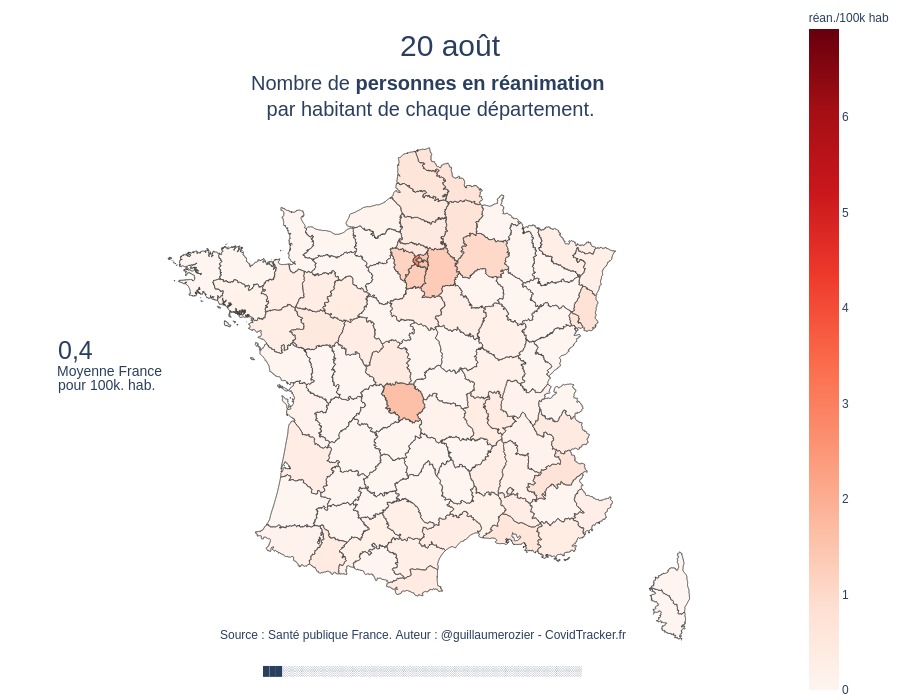 20 août
Nombre de personnes en réanimation
par habitant de chaque département.
réan./100k hab
6
5
4
3
2
1
0
0,4
Moyenne France
pour 100k. hab.
Source : Santé publique France. Auteur : @guillaumerozier - CovidTracker.fr